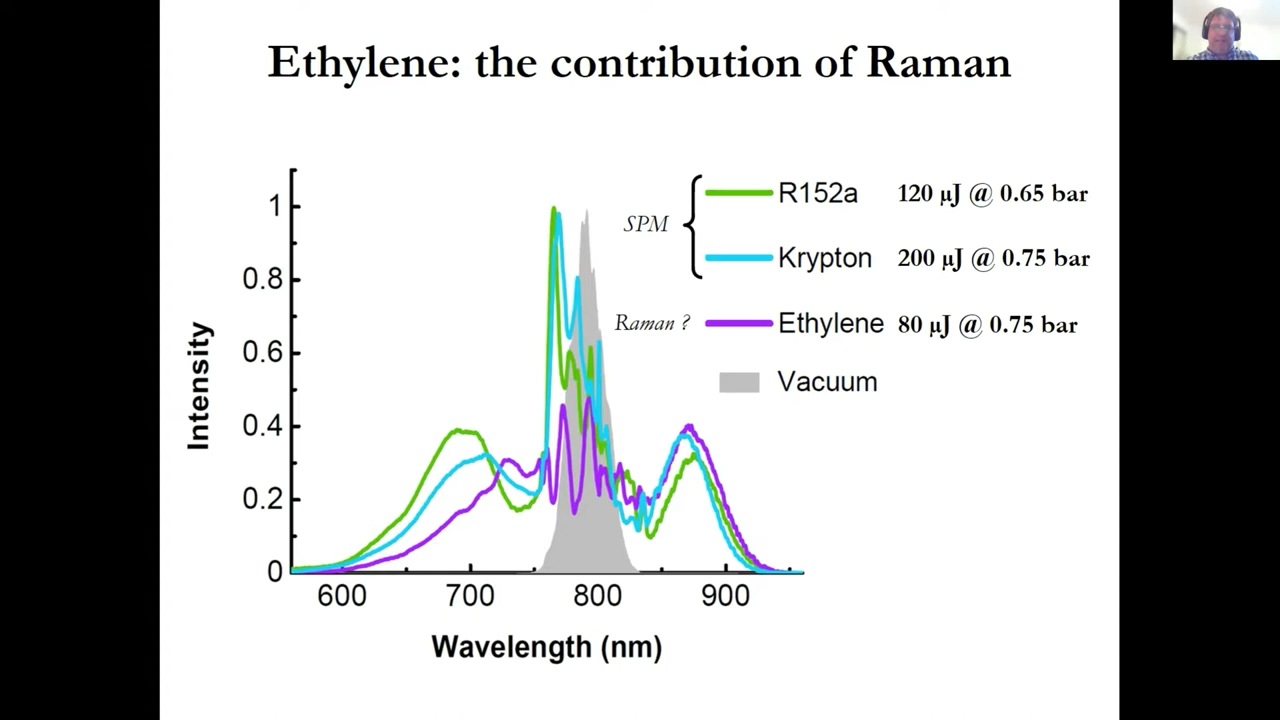 Ethylene: the contribution of Raman
SPM
R152a 120 µJ @ 0.65 bar
Krypton 200 µJ @ 0.75 bar
Raman ?
Ethylene 80 µJ @ 0.75 bar
Vacuum
Intensity
1
0.8
0.6
0.4
0.2
0
600 700 800 900
Wavelength (nm)